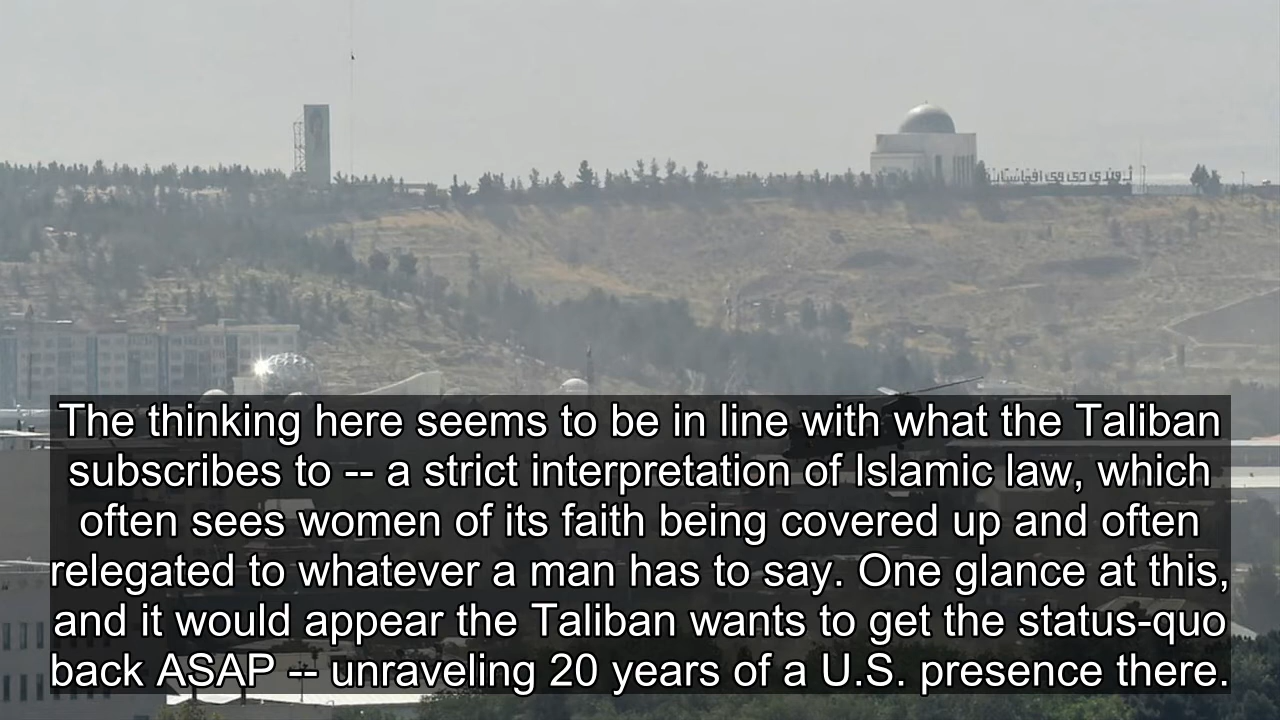 The thinking here seems to be in line with what the Taliban
subscribes to -- a strict interpretation of Islamic law, which
often sees women of its faith being covered up and often
relegated to whatever a man has to say. One glance at this,
and it would appear the Taliban wants to get the status-quo
back ASAP -- unraveling 20 years of a U.S. presence there.